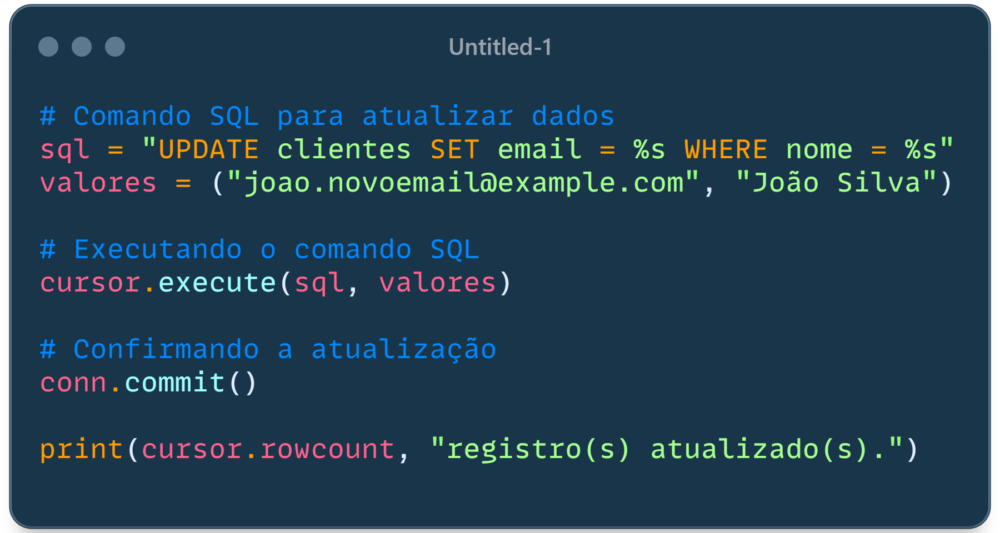 Untitled-1
# Comando SQL para atualizar dados
sql = "UPDATE clientes SET email = %s WHERE nome = %s"
valores = ("joao.novoemail@example.com", "João Silva")
# Executando o comando SQL
cursor.execute(sql, valores)
# Confirmando a atualização
conn.commit()
print(cursor.rowcount, "registro(s) atualizado(s).")